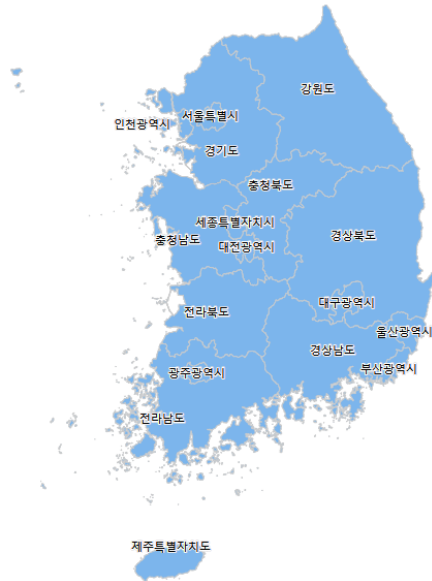 강원도
서울특별시
인천광역시
경기도
충청북도
세종특별자치시
충청남도
경상북도
대전광역시
대구광역시
전라북도
울산광역시
경상남도
부산광역시
광주광역시
전라남도
제주특별자치도